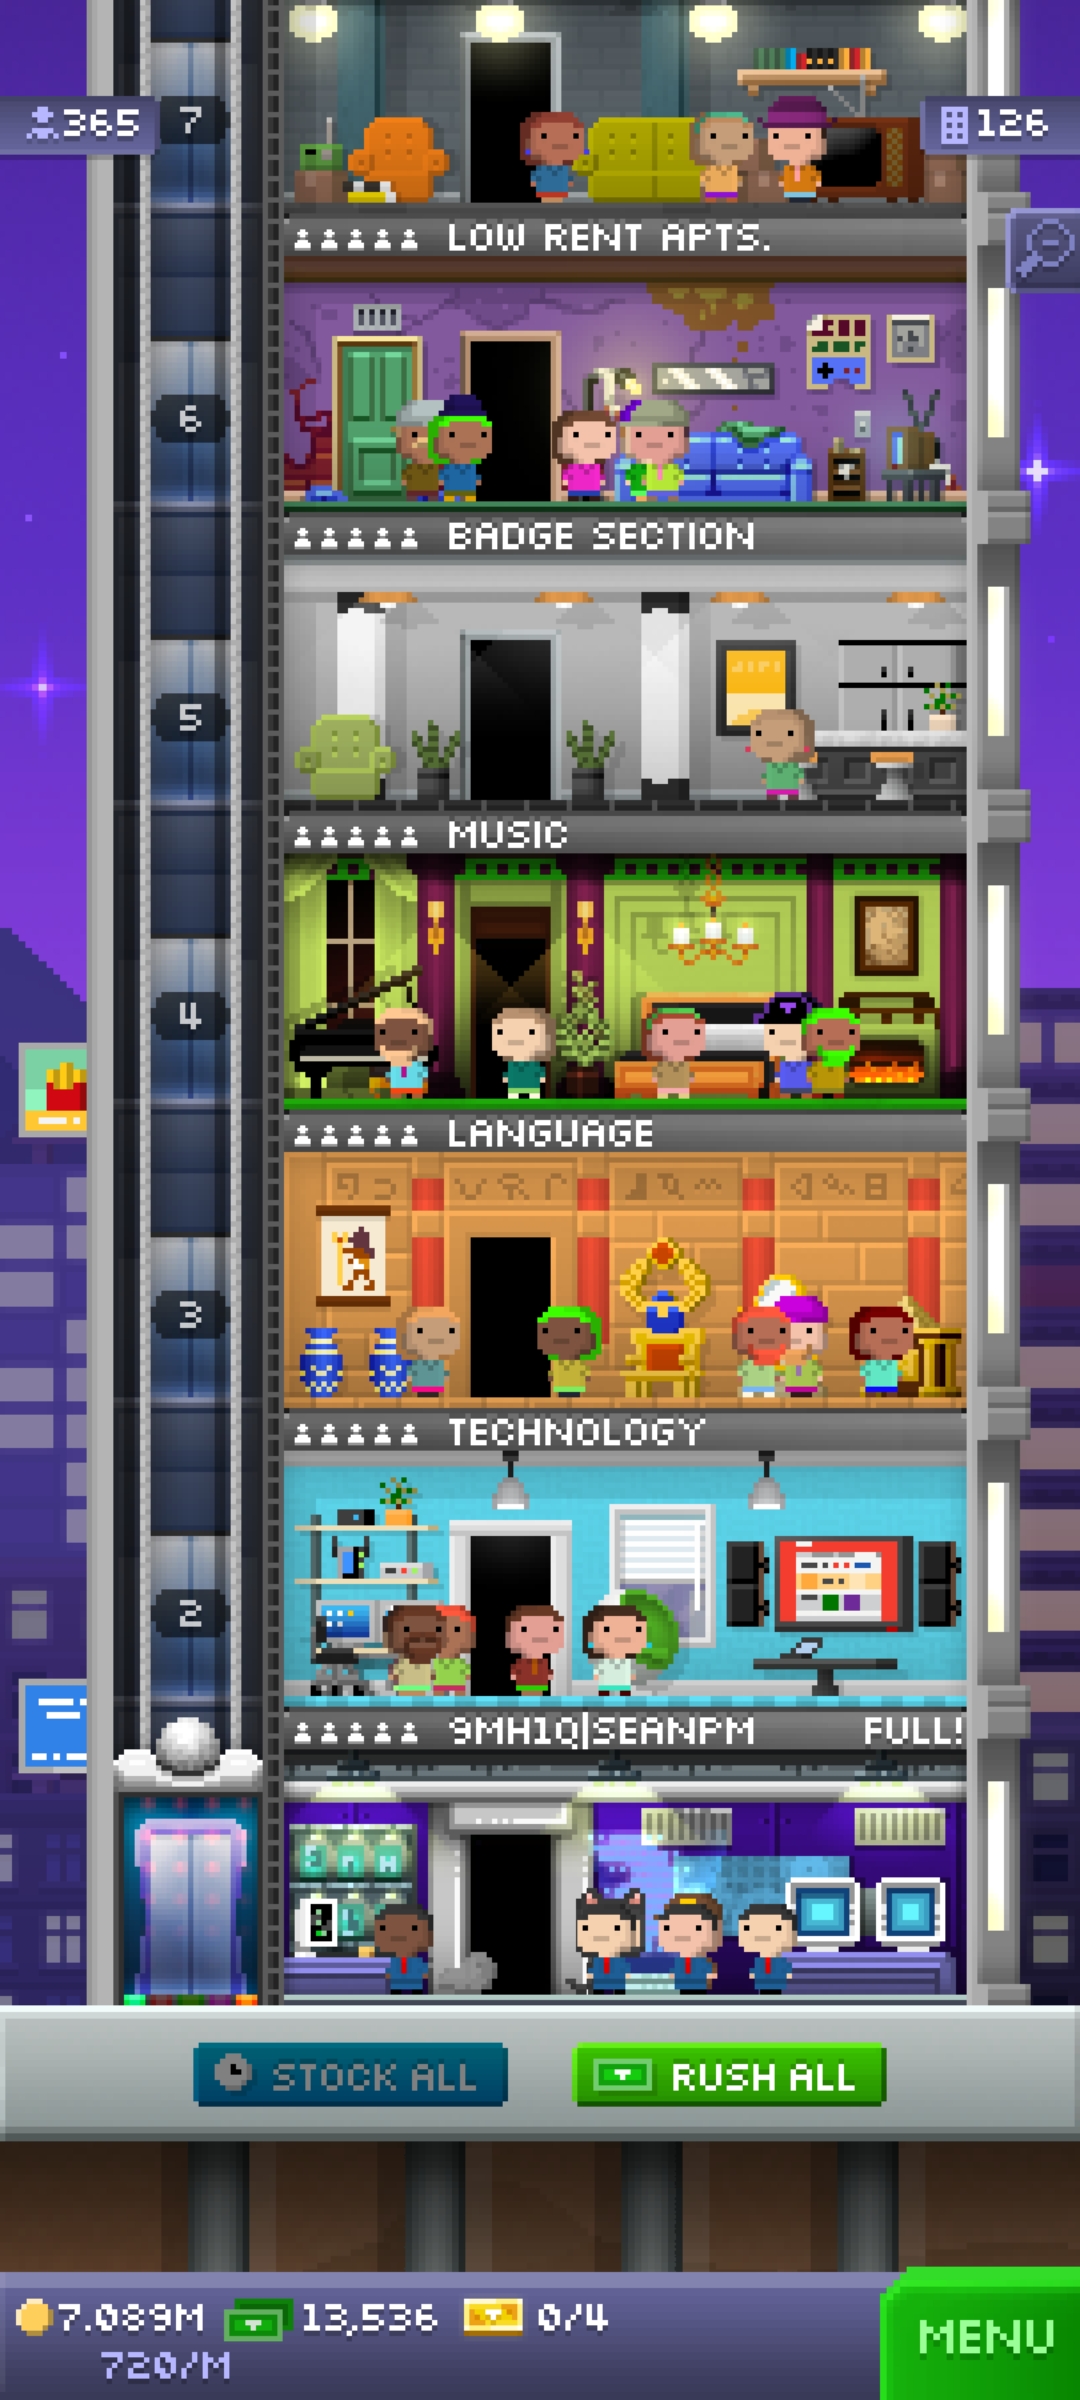 7
365
126
LOW RENT APTS.
6
BADGE SECTION
5
MUSIC
4
LANGUAGE
3
TECHNOLOGY
2
9MH1Q|SEANPM FULL!
STOCK ALL RUSH ALL
7.089M 13,536 0/4
720/M
MENU